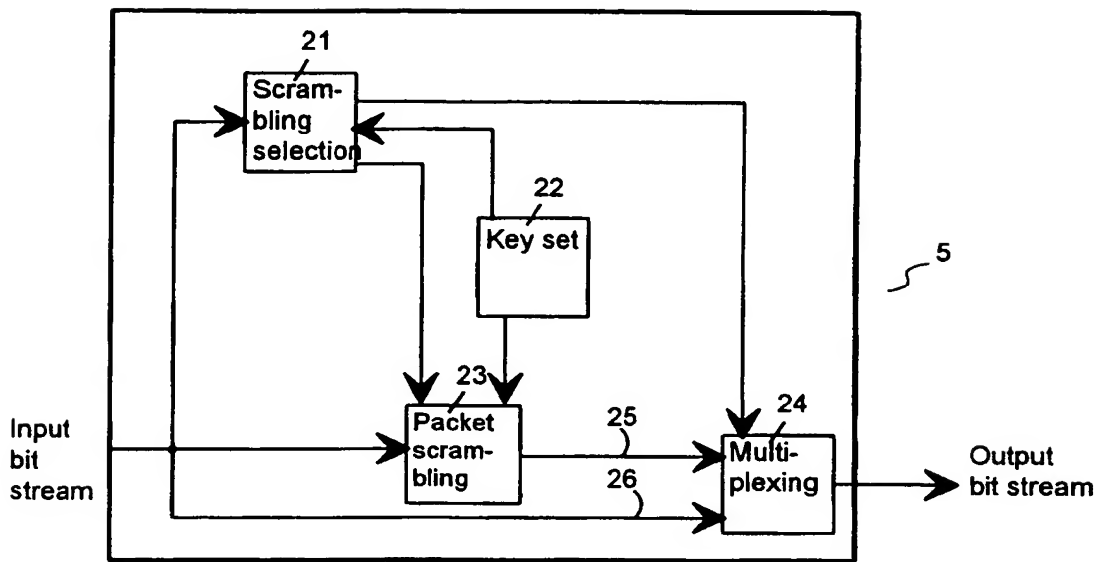 21
Scram-
bling
selection
22
Key set
5
23
Packet
scram-
bling
25
24
Multi-
plexing
26
Input
bit
stream
Output
bit stream